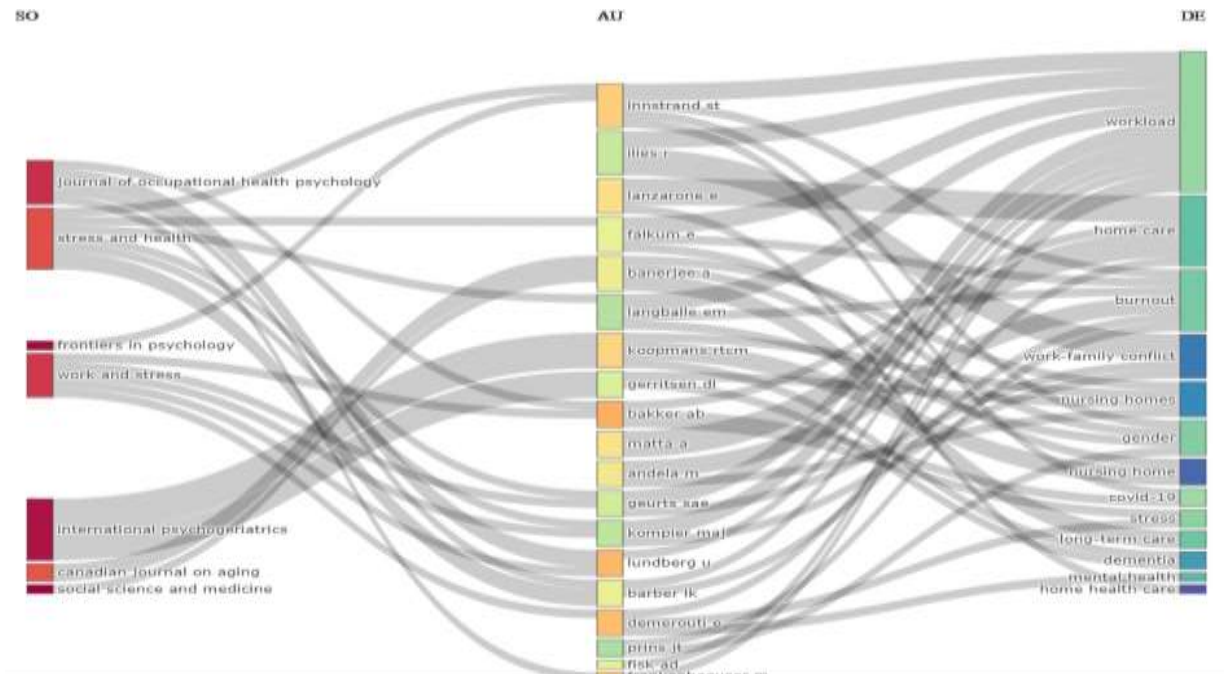 SO
AU
DE
journal of occupational health psychology
stress and health
frontiers in psychology
work and stress
international psychogeriatrics
canadian journal on aging
social science and medicine
innstrand st
ilies r
lanzarone e
falkum e
banerjee a
langballe em
koopmans rtcm
gerritsen dl
bakker ab
matta a
andela m
geurts sae
kompier maj
lundberg u
barber lk
demerouti e
prins jt
fisk ad
workload
home care
burnout
work-family conflict
nursing homes
gender
nursing home
covid-19
stress
long-term care
dementia
mental health
home health care